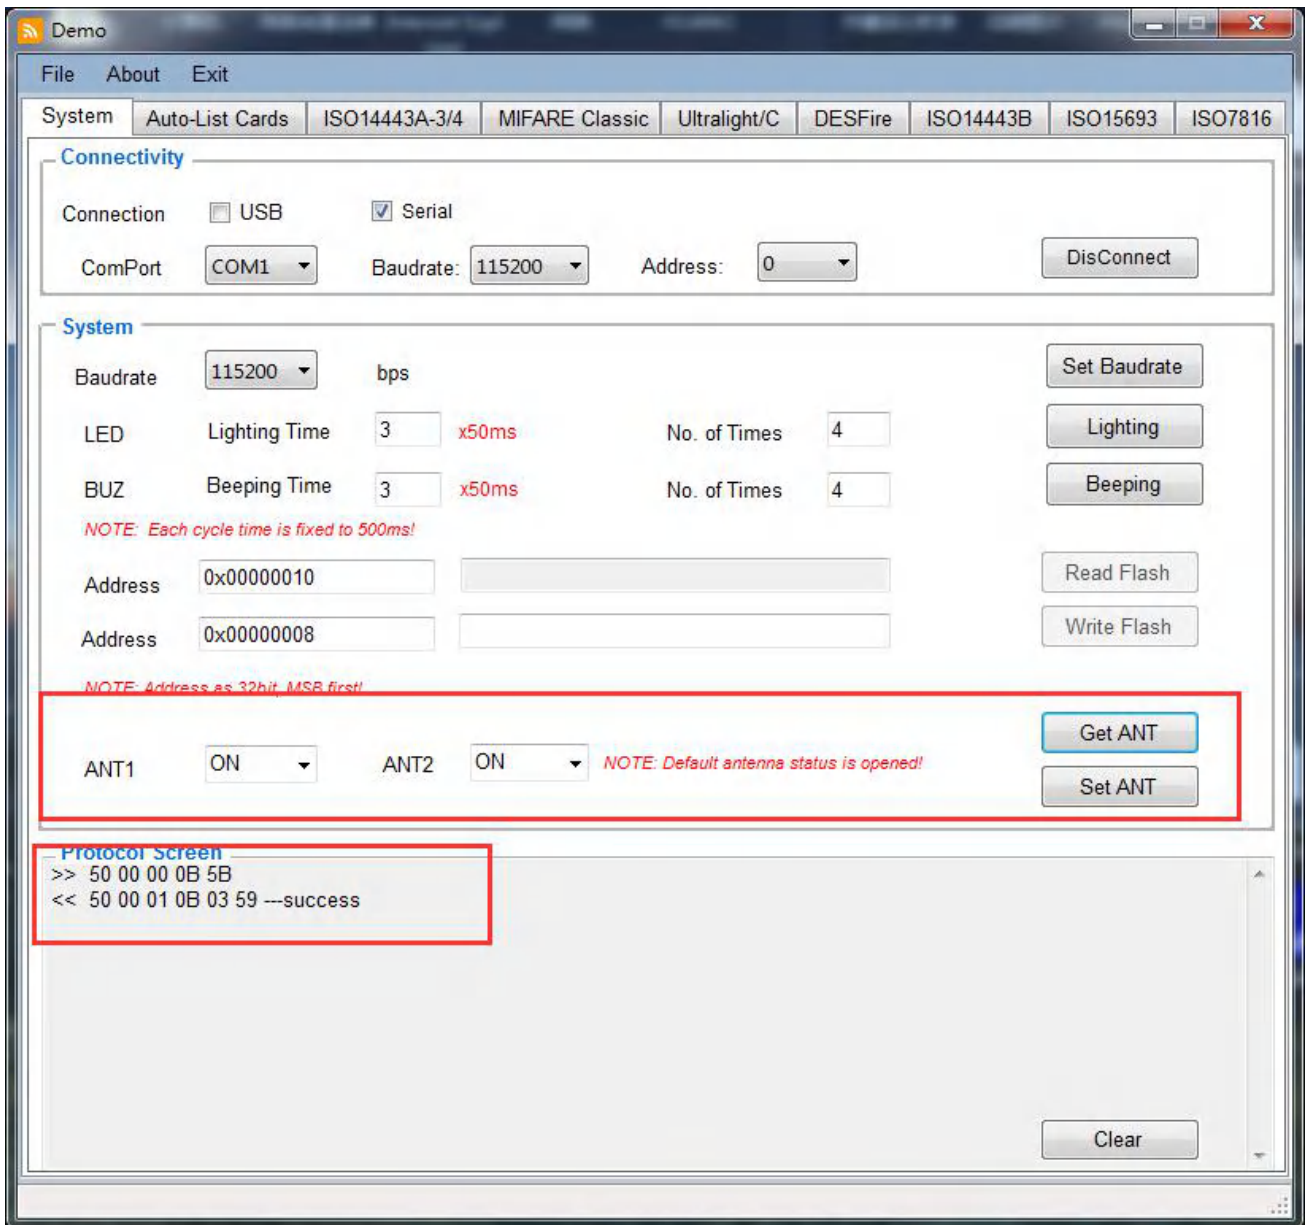 Demo
File About Exit
System Auto-List Cards ISO14443A-3/4 MIFARE Classic Ultralight/C DESFire ISO14443B ISO15693 ISO7816
Connectivity
Connection USB Serial
ComPort COM1 Baudrate: 115200 Address: 0 DisConnect
System
Baudrate 115200 bps Set Baudrate
LED Lighting Time 3 x50ms No. of Times 4 Lighting
BUZ Beeping Time 3 x50ms No. of Times 4 Beeping
NOTE: Each cycle time is fixed to 500ms!
Address 0x00000010 Read Flash
Address 0x00000008 Write Flash
NOTE: Address as 32bit, MSB first!
Get ANT
ANT1 ON ANT2 ON NOTE: Default antenna status is opened!
Set ANT
Protocol Screen
>> 50 00 00 0B 5B
<< 50 00 01 0B 03 59 ---success
Clear